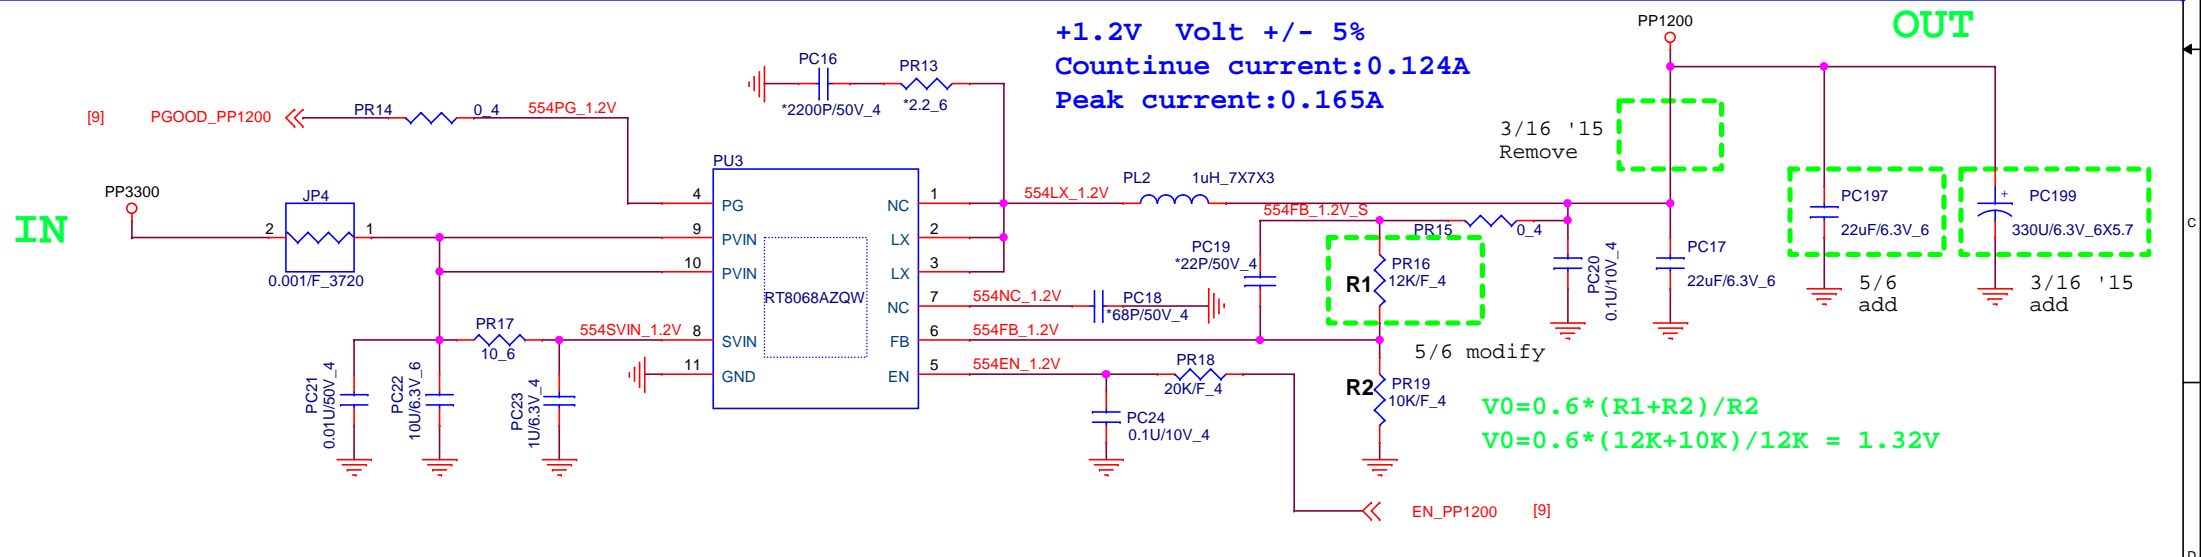 +1.2V Volt +/- 5%
Countinue current:0.124A
Peak current:0.165A
PP1200
OUT
PC16
*2200P/50V_4
PR13
*2.2_6
[9]
PGOOD_PP1200
PR14
0_4
554PG_1.2V
3/16 '15
Remove
PP3300
IN
JP4
2
1
0.001/F_3720
PU3
4
PG
9
PVIN
10
PVIN
8
SVIN
11
GND
RT8068AZQW
NC
1
LX
2
LX
3
NC
7
FB
6
EN
5
554LX_1.2V
PL2
1uH_7X7X3
554FB_1.2V_S
PR15
0_4
PC19
*22P/50V_4
554NC_1.2V
PC18
*68P/50V_4
554FB_1.2V
554EN_1.2V
R1
PR16
12K/F_4
5/6 modify
PC20
0.1U/10V_4
PC17
22uF/6.3V_6
PC197
22uF/6.3V_6
5/6
add
+
PC199
330U/6.3V_6X5.7
3/16 '15
add
PR17
10_6
554SVIN_1.2V
PC21
0.01U/50V_4
PC22
10U/6.3V_6
PC23
1U/6.3V_4
PR18
20K/F_4
PC24
0.1U/10V_4
R2
PR19
10K/F_4
V0=0.6*(R1+R2)/R2
V0=0.6*(12K+10K)/12K = 1.32V
EN_PP1200
[9]
C
D